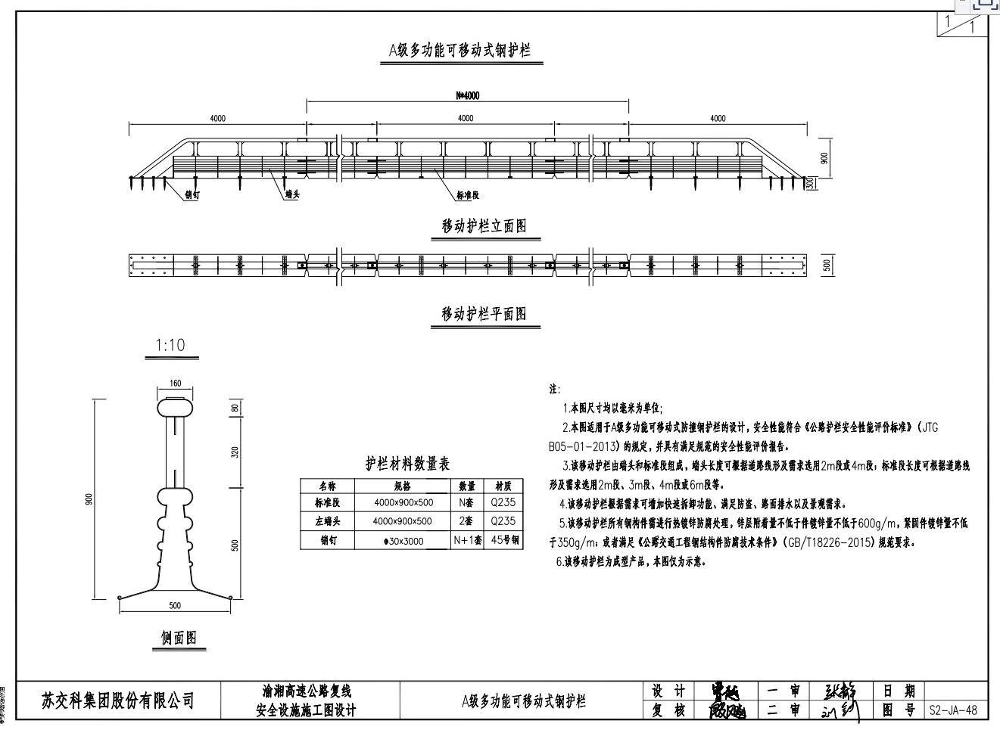 1
1
A级多功能可移动式钢护栏
N*4000
4000
4000
4000
900
300
销钉
端头
标准段
移动护栏立面图
500
移动护栏平面图
1:10
160
80
320
900
500
500
侧面图
护栏材料数量表
名称 规格 数量 材质
标准段 4000x900x500 N套 Q235
左端头 4000x900x500 2套 Q235
销钉 Φ30x3000 N+1套 45号钢
注:
1.本图尺寸均以毫米为单位;
2.本图适用于A级多功能可移动式防撞钢护栏的设计，安全性能符合《公路护栏安全性能评价标准》（JTG
B05-01-2013）的规定，并具有满足规范的安全性能评价报告。
3.该移动护栏由端头和标准段组成，端头长度可根据道路线形及需求选用2m段或4m段；标准段长度可根据道路线
形及需求选用2m段、3m段、4m段或6m段等。
4.该移动护栏根据需求可增加快速拆卸功能、满足防盗、路面排水以及景观需求。
5.该移动护栏所有钢构件需进行热镀锌防腐处理，锌层附着量不低于件镀锌量不低于600g/m，紧固件镀锌量不低
于350g/m；或者满足《公路交通工程钢结构件防腐技术条件》（GB/T18226-2015）规范要求。
6.该移动护栏为成型产品，本图仅为示意。
苏交科集团股份有限公司
渝湘高速公路复线
安全设施施工图设计
A级多功能可移动式钢护栏
设 计
一 审
日 期
复 核
二 审
图 号
S2-JA-48